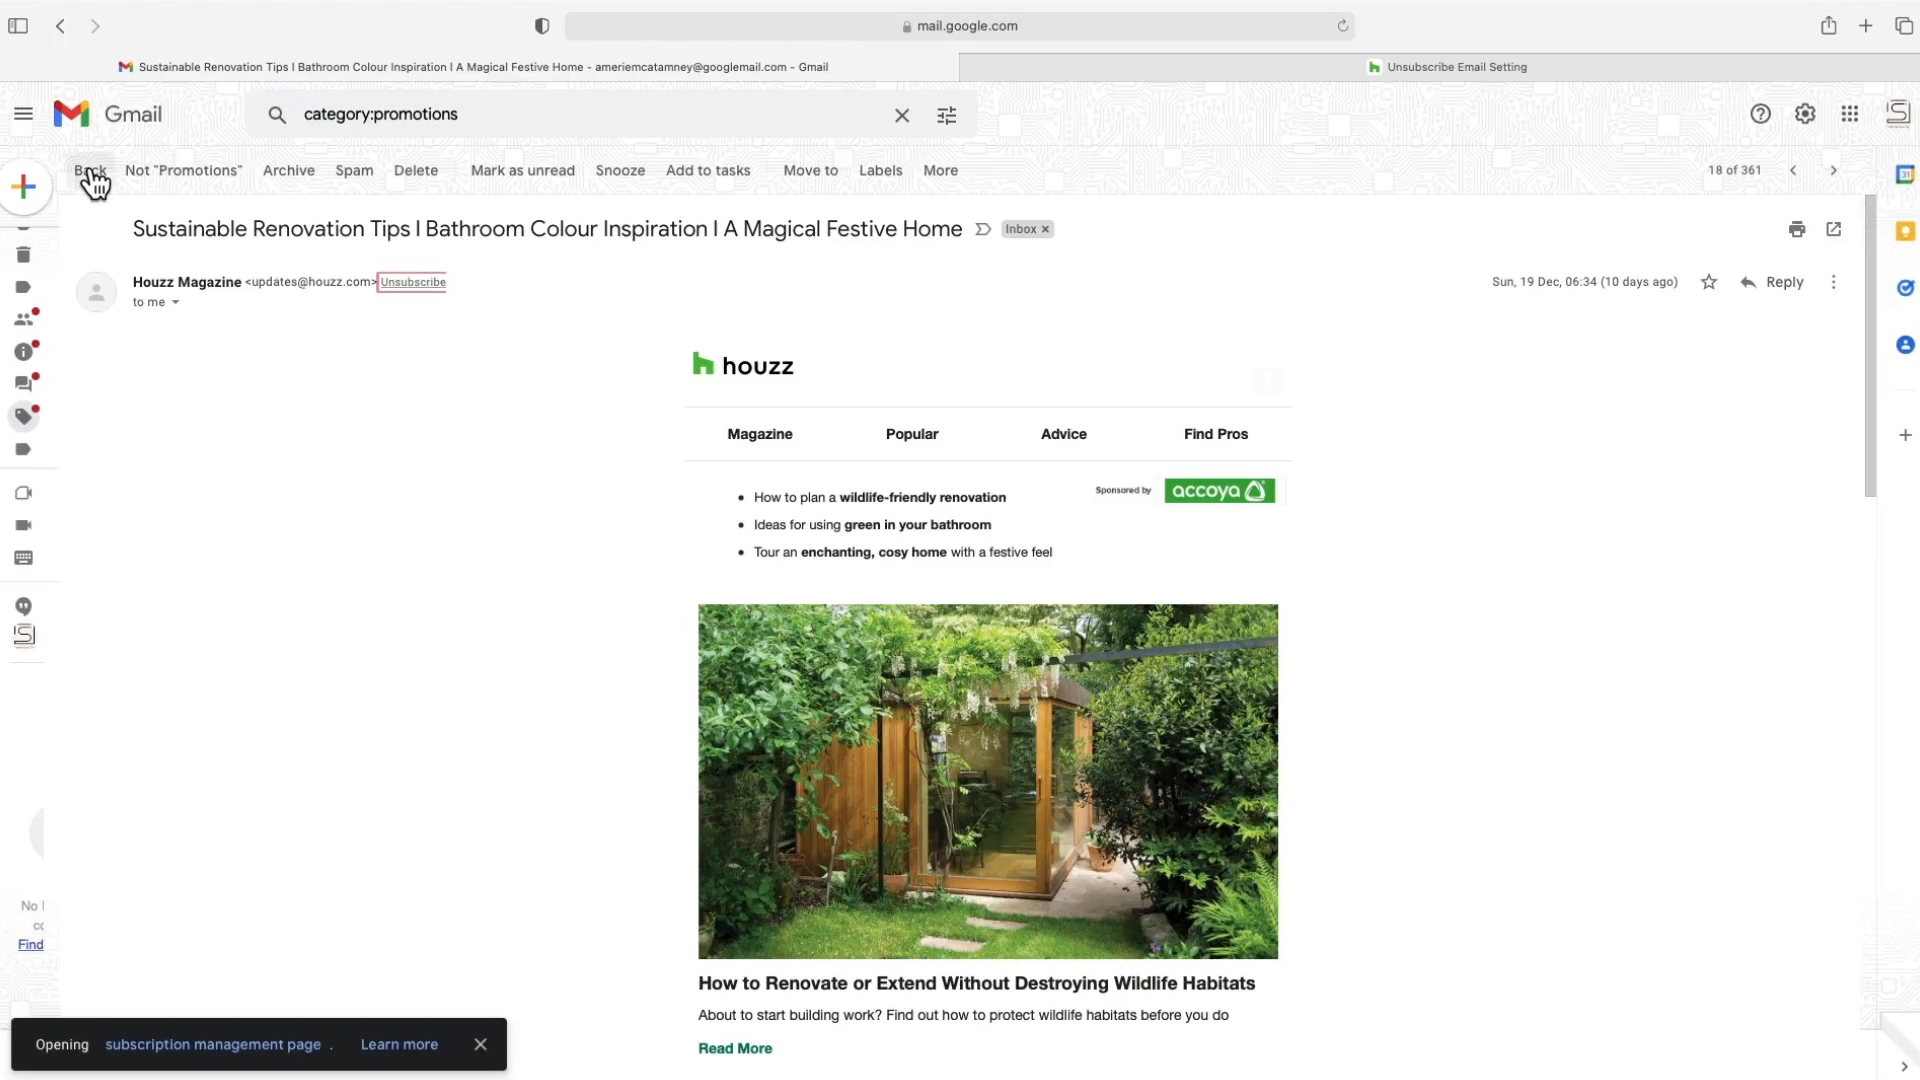 mail.google.com
Sustainable Renovation Tips I Bathroom Colour Inspiration I A Magical Festive Home - ameriemcatamney@googlemail.com - Gmail
Unsubscribe Email Setting
Gmail
category:promotions
Back Not "Promotions" Archive Spam Delete Mark as unread Snooze Add to tasks Move to Labels More 18 of 361
Sustainable Renovation Tips I Bathroom Colour Inspiration I A Magical Festive Home Inbox ×
Houzz Magazine <updates@houzz.com> Unsubscribe Sun, 19 Dec, 06:34 (10 days ago) Reply
to me
houzz
Magazine Popular Advice Find Pros
Sponsored by accoya
• How to plan a wildlife-friendly renovation
• Ideas for using green in your bathroom
• Tour an enchanting, cosy home with a festive feel
31
How to Renovate or Extend Without Destroying Wildlife Habitats
About to start building work? Find out how to protect wildlife habitats before you do
Read More
No
Find
Opening subscription management page . Learn more